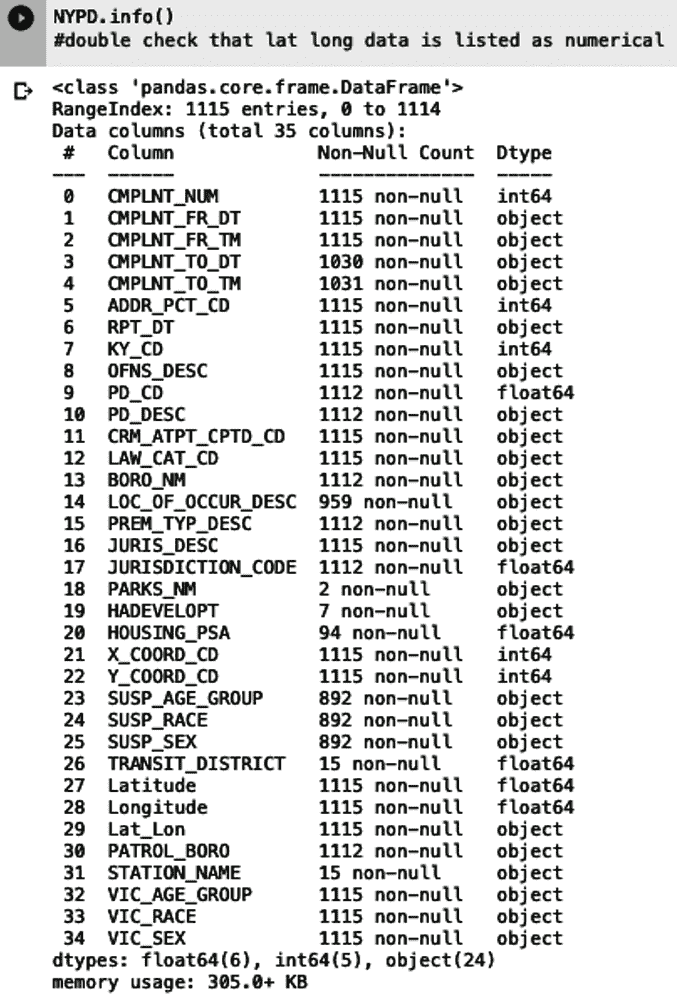 NYPD.info()
#double check that lat long data is listed as numerical
<class 'pandas.core.frame.DataFrame'>
RangeIndex: 1115 entries, 0 to 1114
Data columns (total 35 columns):
 #   Column             Non-Null Count  Dtype
---  ------             --------------  -----
 0   CMPLNT_NUM         1115 non-null   int64
 1   CMPLNT_FR_DT       1115 non-null   object
 2   CMPLNT_FR_TM       1115 non-null   object
 3   CMPLNT_TO_DT       1030 non-null   object
 4   CMPLNT_TO_TM       1031 non-null   object
 5   ADDR_PCT_CD        1115 non-null   int64
 6   RPT_DT             1115 non-null   object
 7   KY_CD              1115 non-null   int64
 8   OFNS_DESC          1115 non-null   object
 9   PD_CD              1112 non-null   float64
 10  PD_DESC            1112 non-null   object
 11  CRM_ATPT_CPTD_CD   1115 non-null   object
 12  LAW_CAT_CD         1115 non-null   object
 13  BORO_NM            1112 non-null   object
 14  LOC_OF_OCCUR_DESC  959 non-null    object
 15  PREM_TYP_DESC      1112 non-null   object
 16  JURIS_DESC         1115 non-null   object
 17  JURISDICTION_CODE  1112 non-null   float64
 18  PARKS_NM           2 non-null      object
 19  HADEVELOPT         7 non-null      object
 20  HOUSING_PSA        94 non-null     float64
 21  X_COORD_CD         1115 non-null   int64
 22  Y_COORD_CD         1115 non-null   int64
 23  SUSP_AGE_GROUP     892 non-null    object
 24  SUSP_RACE          892 non-null    object
 25  SUSP_SEX           892 non-null    object
 26  TRANSIT_DISTRICT   15 non-null     float64
 27  Latitude           1115 non-null   float64
 28  Longitude          1115 non-null   float64
 29  Lat_Lon            1115 non-null   object
 30  PATROL_BORO        1112 non-null   object
 31  STATION_NAME       15 non-null     object
 32  VIC_AGE_GROUP      1115 non-null   object
 33  VIC_RACE           1115 non-null   object
 34  VIC_SEX            1115 non-null   object
dtypes: float64(6), int64(5), object(24)
memory usage: 305.0+ KB